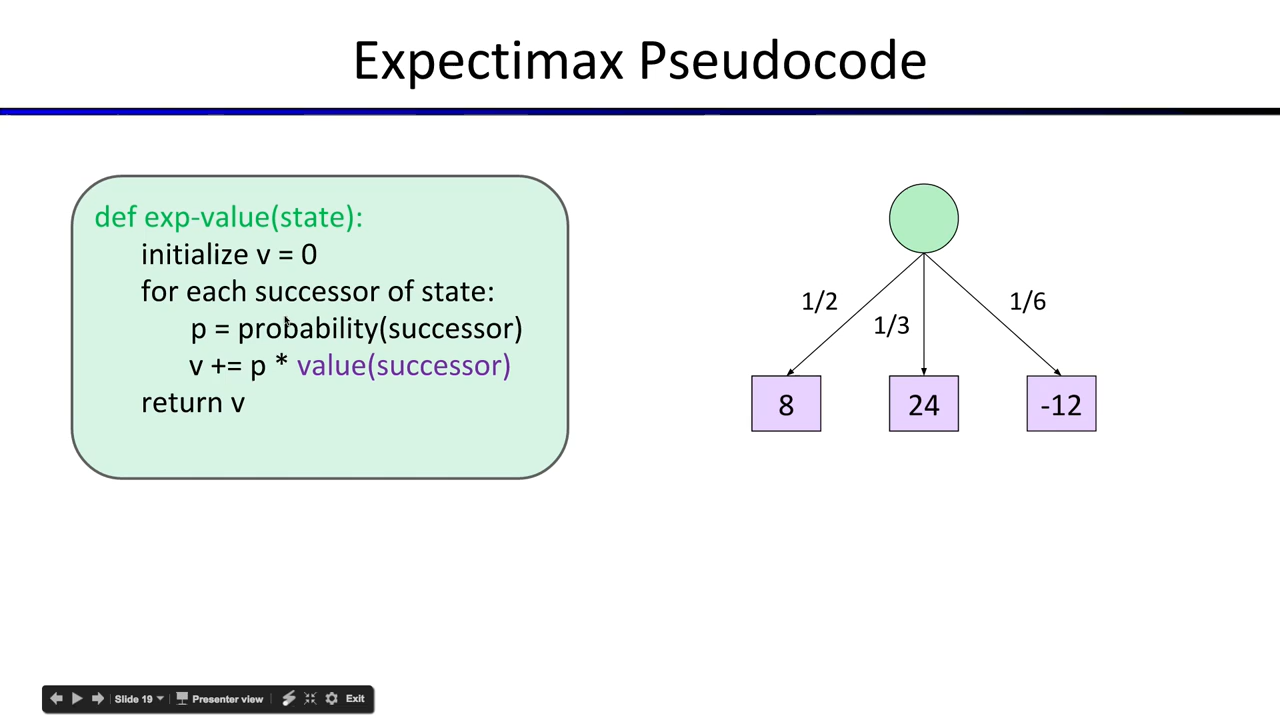 Expectimax Pseudocode
def exp-value(state):
initialize v = 0
for each successor of state:
p = probability(successor)
v += p * value(successor)
return v
1/2
1/3
1/6
8
24
-12
Slide 19
Presenter view
Exit